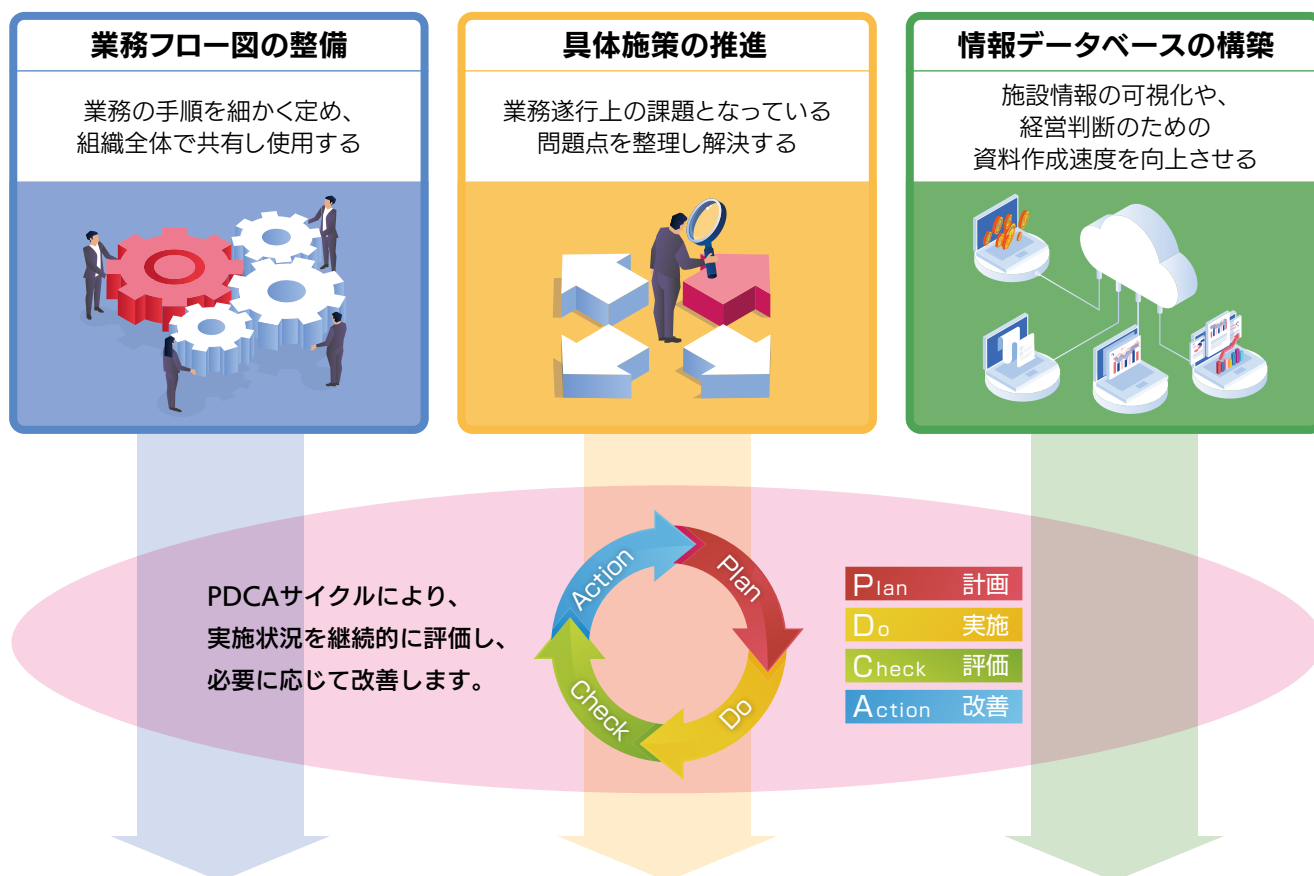 業務フロー図の整備
業務の手順を細かく定め、
組織全体で共有し使用する
具体施策の推進
業務遂行上の課題となっている
問題点を整理し解決する
情報データベースの構築
施設情報の可視化や、
経営判断のための
資料作成速度を向上させる
PDCAサイクルにより、
実施状況を継続的に評価し、
必要に応じて改善します。
Action
Plan
Check
Do
Plan 計画
Do 実施
Check 評価
Action 改善